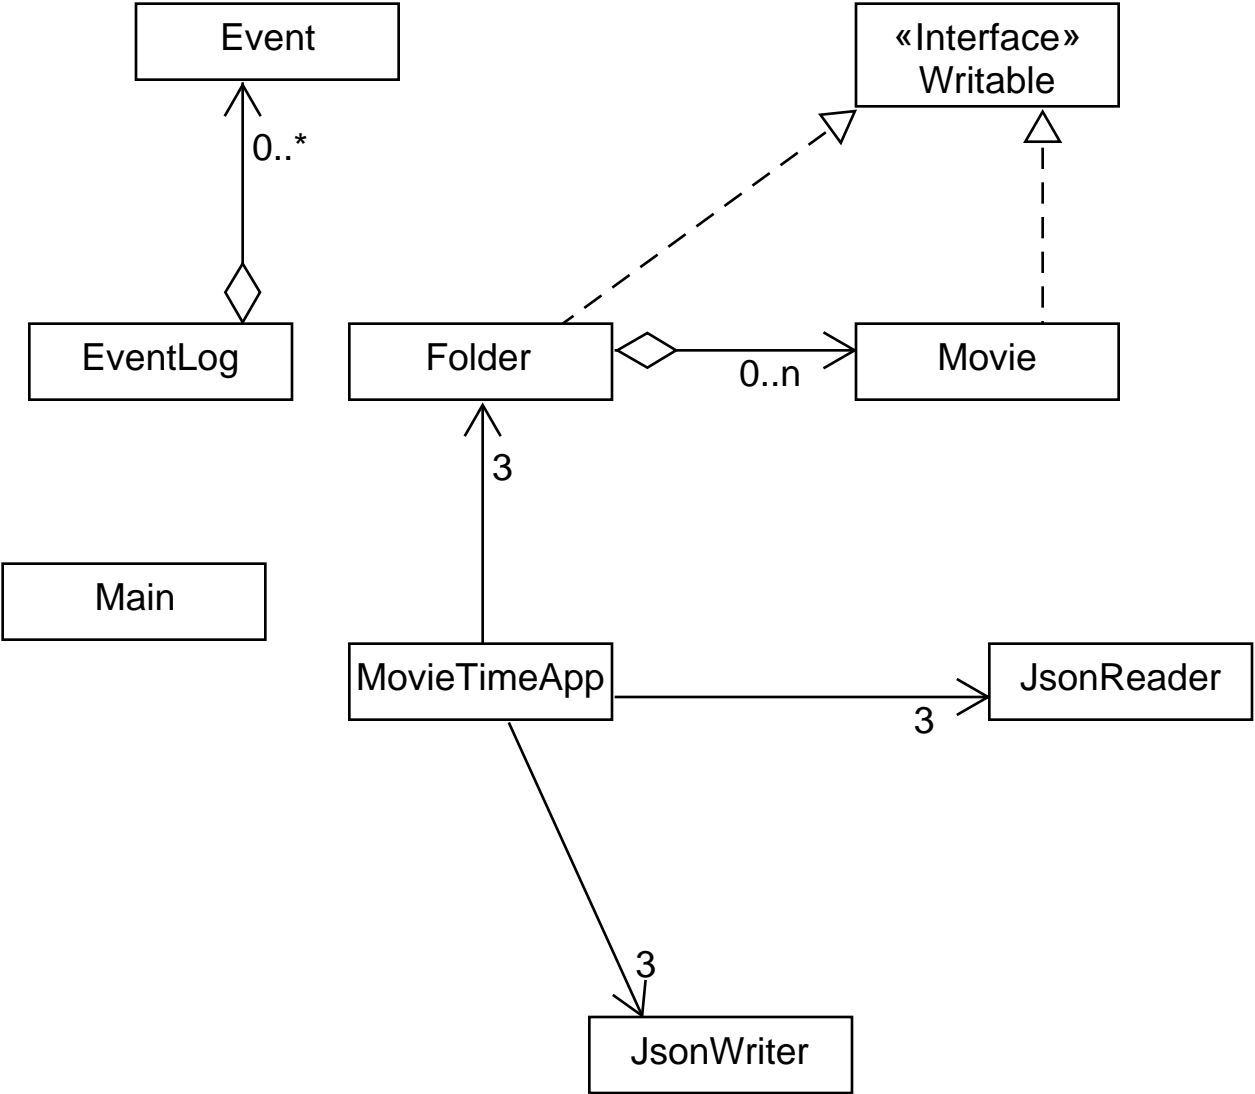 Event
«Interface»
Writable
0..*
EventLog
Folder
0..n
Movie
3
Main
MovieTimeApp
3
JsonReader
3
JsonWriter